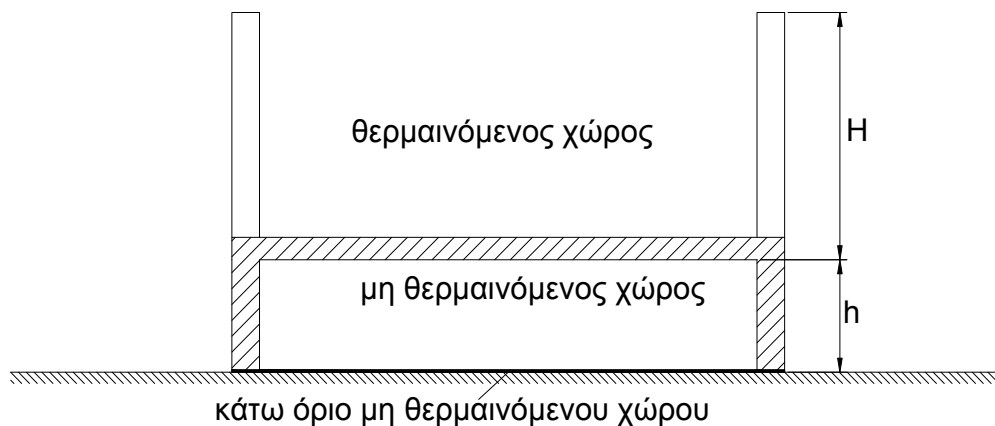 θερμαινόμενος χώρος
H
μη θερμαινόμενος χώρος
h
κάτω όριο μη θερμαινόμενου χώρου